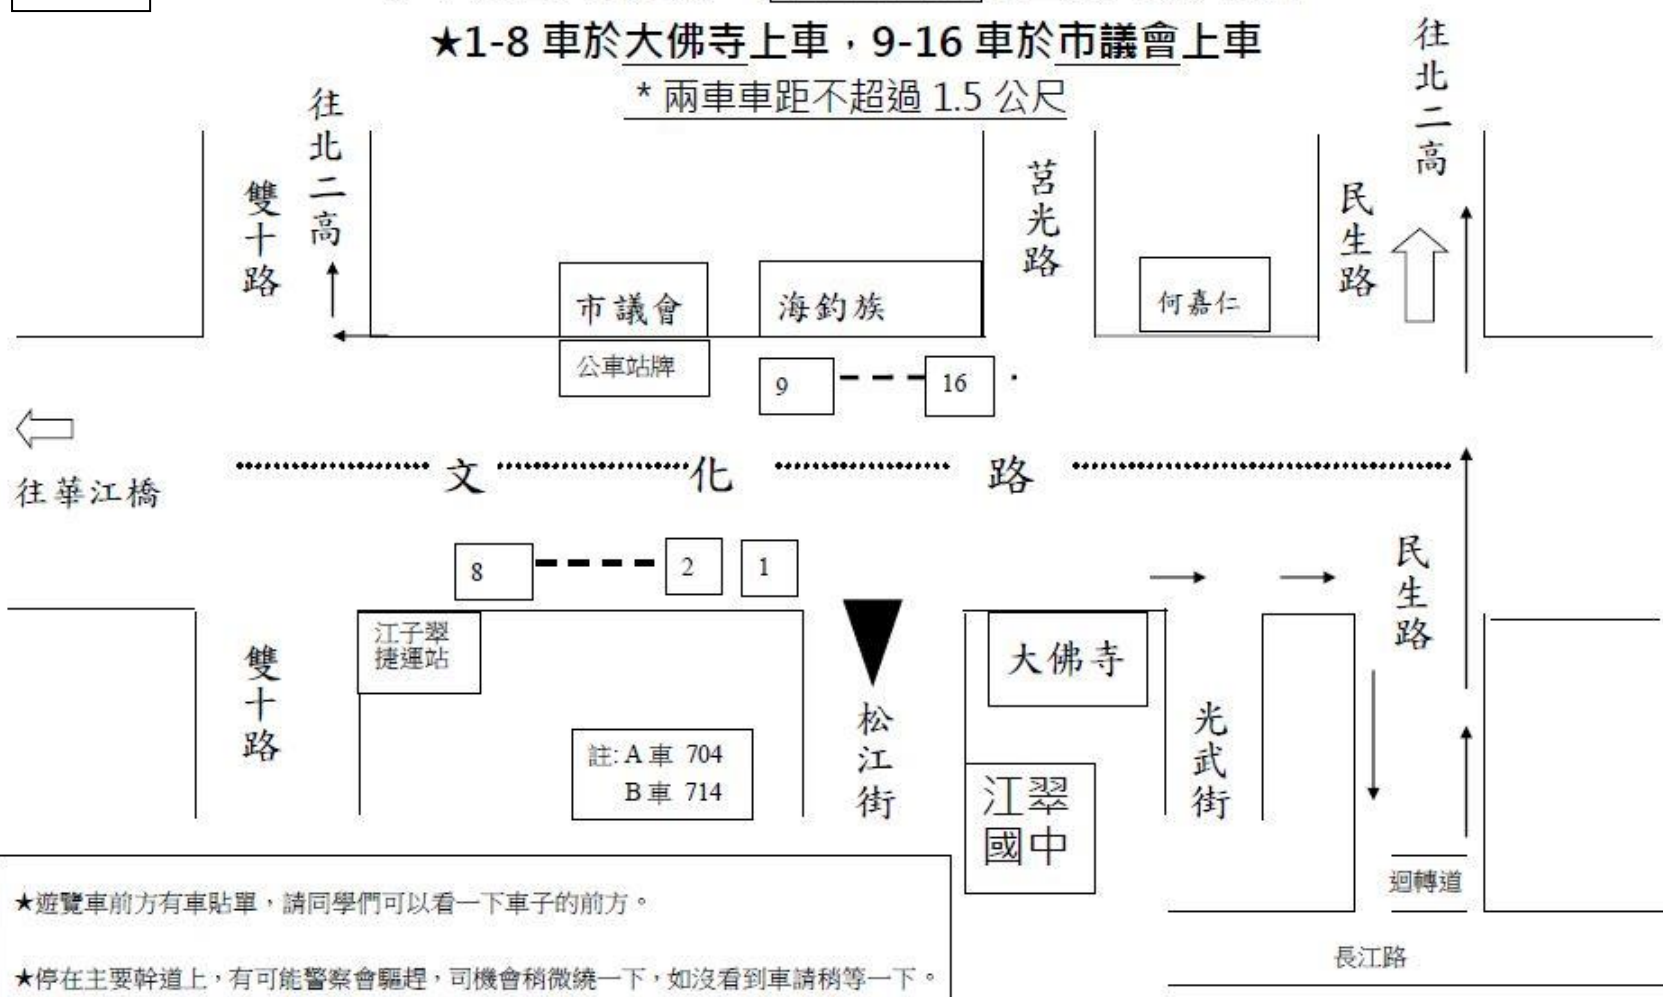 ★1-8 車於大佛寺上車，9-16 車於市議會上車
* 兩車車距不超過 1.5 公尺
往北二高
往北二高
雙十路
莒光路
民生路
市議會
海釣族
何嘉仁
公車站牌
9
16
往華江橋
文化路
8
2
1
民生路
江子翠
捷運站
雙十路
大佛寺
松江街
光武街
註: A 車 704
B 車 714
江翠
國中
迴轉道
長江路
★遊覽車前方有車貼單，請同學們可以看一下車子的前方。
★停在主要幹道上，有可能警察會驅趕，司機會稍微繞一下，如沒看到車請稍等一下。